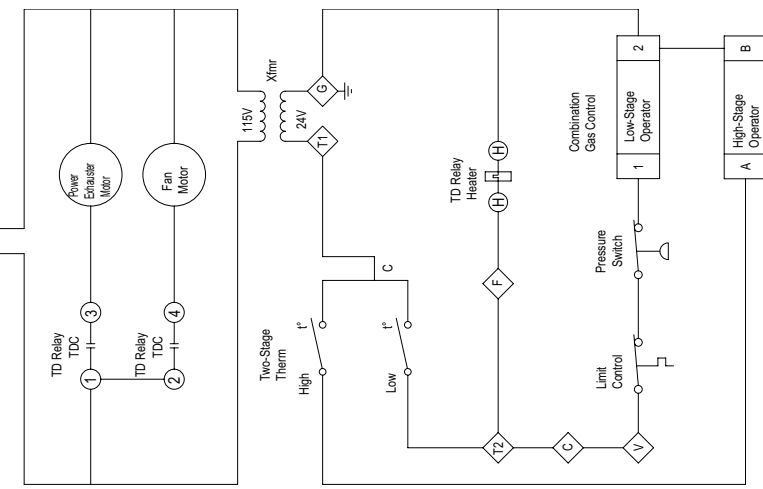 Power
Exhauster
Motor
TD Relay
TDC
1
3
Fan
Motor
TD Relay
TDC
2
4
115V
Xfmr
24V
G
T1
Two-Stage
Therm
High
t°
C
Low
t°
TD Relay
Heater
H
H
F
T2
C
V
Limit
Control
Pressure
Switch
Combination
Gas Control
1
Low-Stage
Operator
2
A
High-Stage
Operator
B